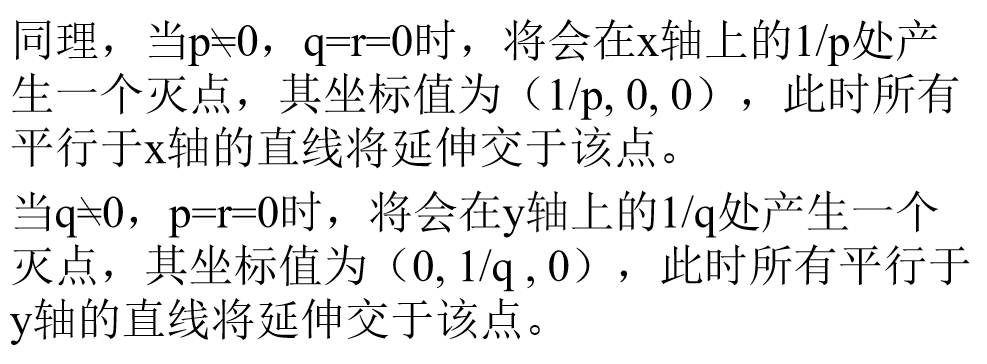 同理，当p≠0，q=r=0时，将会在x轴上的1/p处产
生一个灭点，其坐标值为（1/p, 0, 0），此时所有
平行于x轴的直线将延伸交于该点。
当q≠0，p=r=0时，将会在y轴上的1/q处产生一个
灭点，其坐标值为（0, 1/q , 0），此时所有平行于
y轴的直线将延伸交于该点。